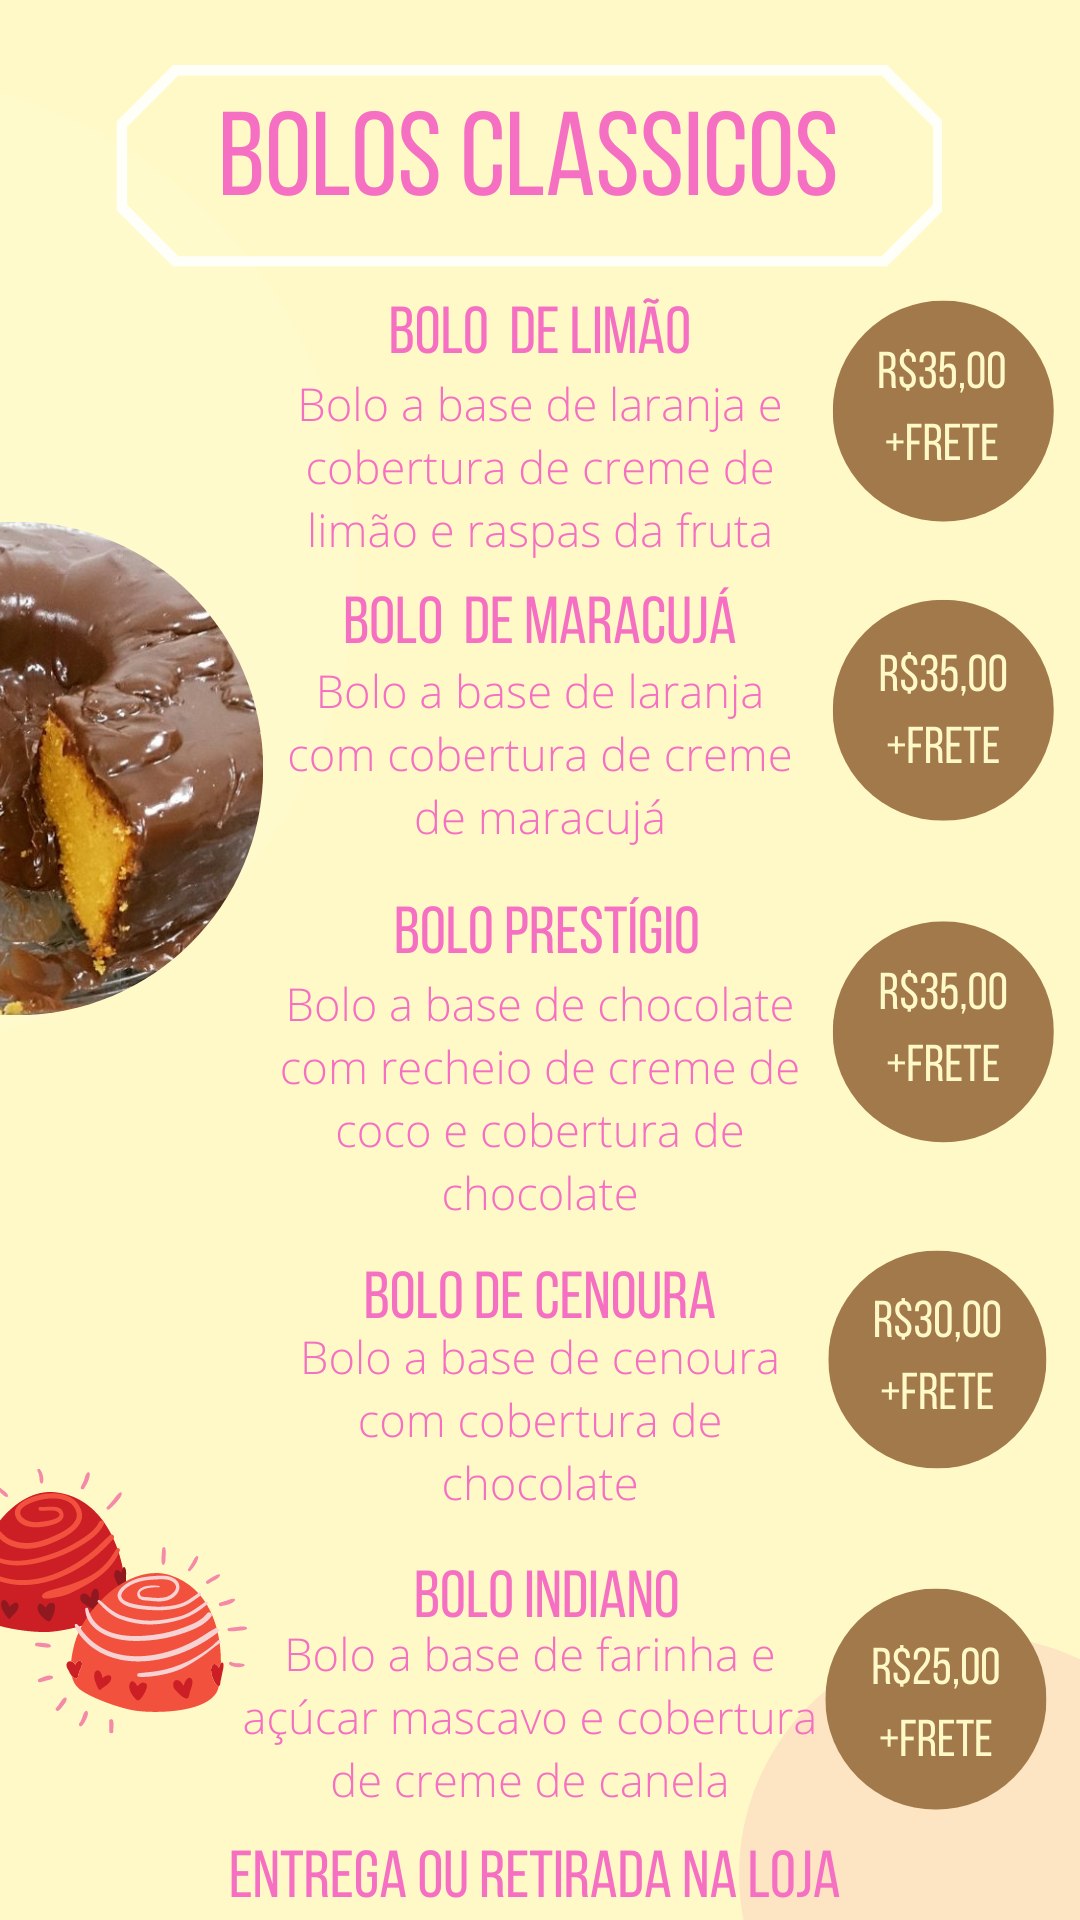 BOLOS CLASSICOS
BOLO DE LIMÃO
Bolo a base de laranja e
cobertura de creme de
limão e raspas da fruta
R$35,00
+FRETE
BOLO DE MARACUJÁ
Bolo a base de laranja
com cobertura de creme
de maracujá
R$35,00
+FRETE
BOLO PRESTÍGIO
Bolo a base de chocolate
com recheio de creme de
coco e cobertura de
chocolate
R$35,00
+FRETE
BOLO DE CENOURA
Bolo a base de cenoura
com cobertura de
chocolate
R$30,00
+FRETE
BOLO INDIANO
Bolo a base de farinha e
açúcar mascavo e cobertura
de creme de canela
R$25,00
+FRETE
ENTREGA OU RETIRADA NA LOJA